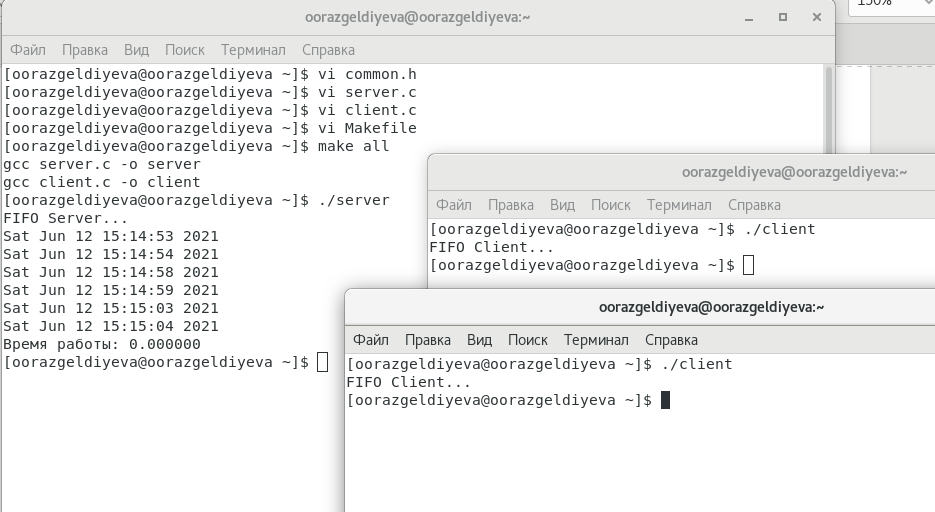 150%
oorazgeldiyeva@oorazgeldiyeva:~
Файл Правка Вид Поиск Терминал Справка
[oorazgeldiyeva@oorazgeldiyeva ~]$ vi common.h
[oorazgeldiyeva@oorazgeldiyeva ~]$ vi server.c
[oorazgeldiyeva@oorazgeldiyeva ~]$ vi client.c
[oorazgeldiyeva@oorazgeldiyeva ~]$ vi Makefile
[oorazgeldiyeva@oorazgeldiyeva ~]$ make all
gcc server.c -o server
gcc client.c -o client
[oorazgeldiyeva@oorazgeldiyeva ~]$ ./server
FIFO Server...
Sat Jun 12 15:14:53 2021
Sat Jun 12 15:14:54 2021
Sat Jun 12 15:14:58 2021
Sat Jun 12 15:14:59 2021
Sat Jun 12 15:15:03 2021
Sat Jun 12 15:15:04 2021
Время работы: 0.000000
[oorazgeldiyeva@oorazgeldiyeva ~]$
oorazgeldiyeva@oorazgeldiyeva:~
Файл Правка Вид Поиск Терминал Справка
[oorazgeldiyeva@oorazgeldiyeva ~]$ ./client
FIFO Client...
[oorazgeldiyeva@oorazgeldiyeva ~]$
oorazgeldiyeva@oorazgeldiyeva:~
Файл Правка Вид Поиск Терминал Справка
[oorazgeldiyeva@oorazgeldiyeva ~]$ ./client
FIFO Client...
[oorazgeldiyeva@oorazgeldiyeva ~]$